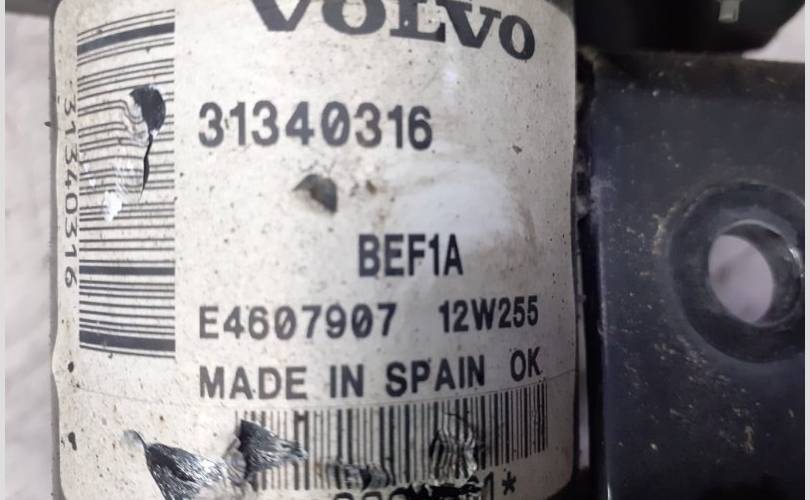 VOLVO
31340316
31340316
BEF1A
E4607907 12W255
MADE IN SPAIN OK